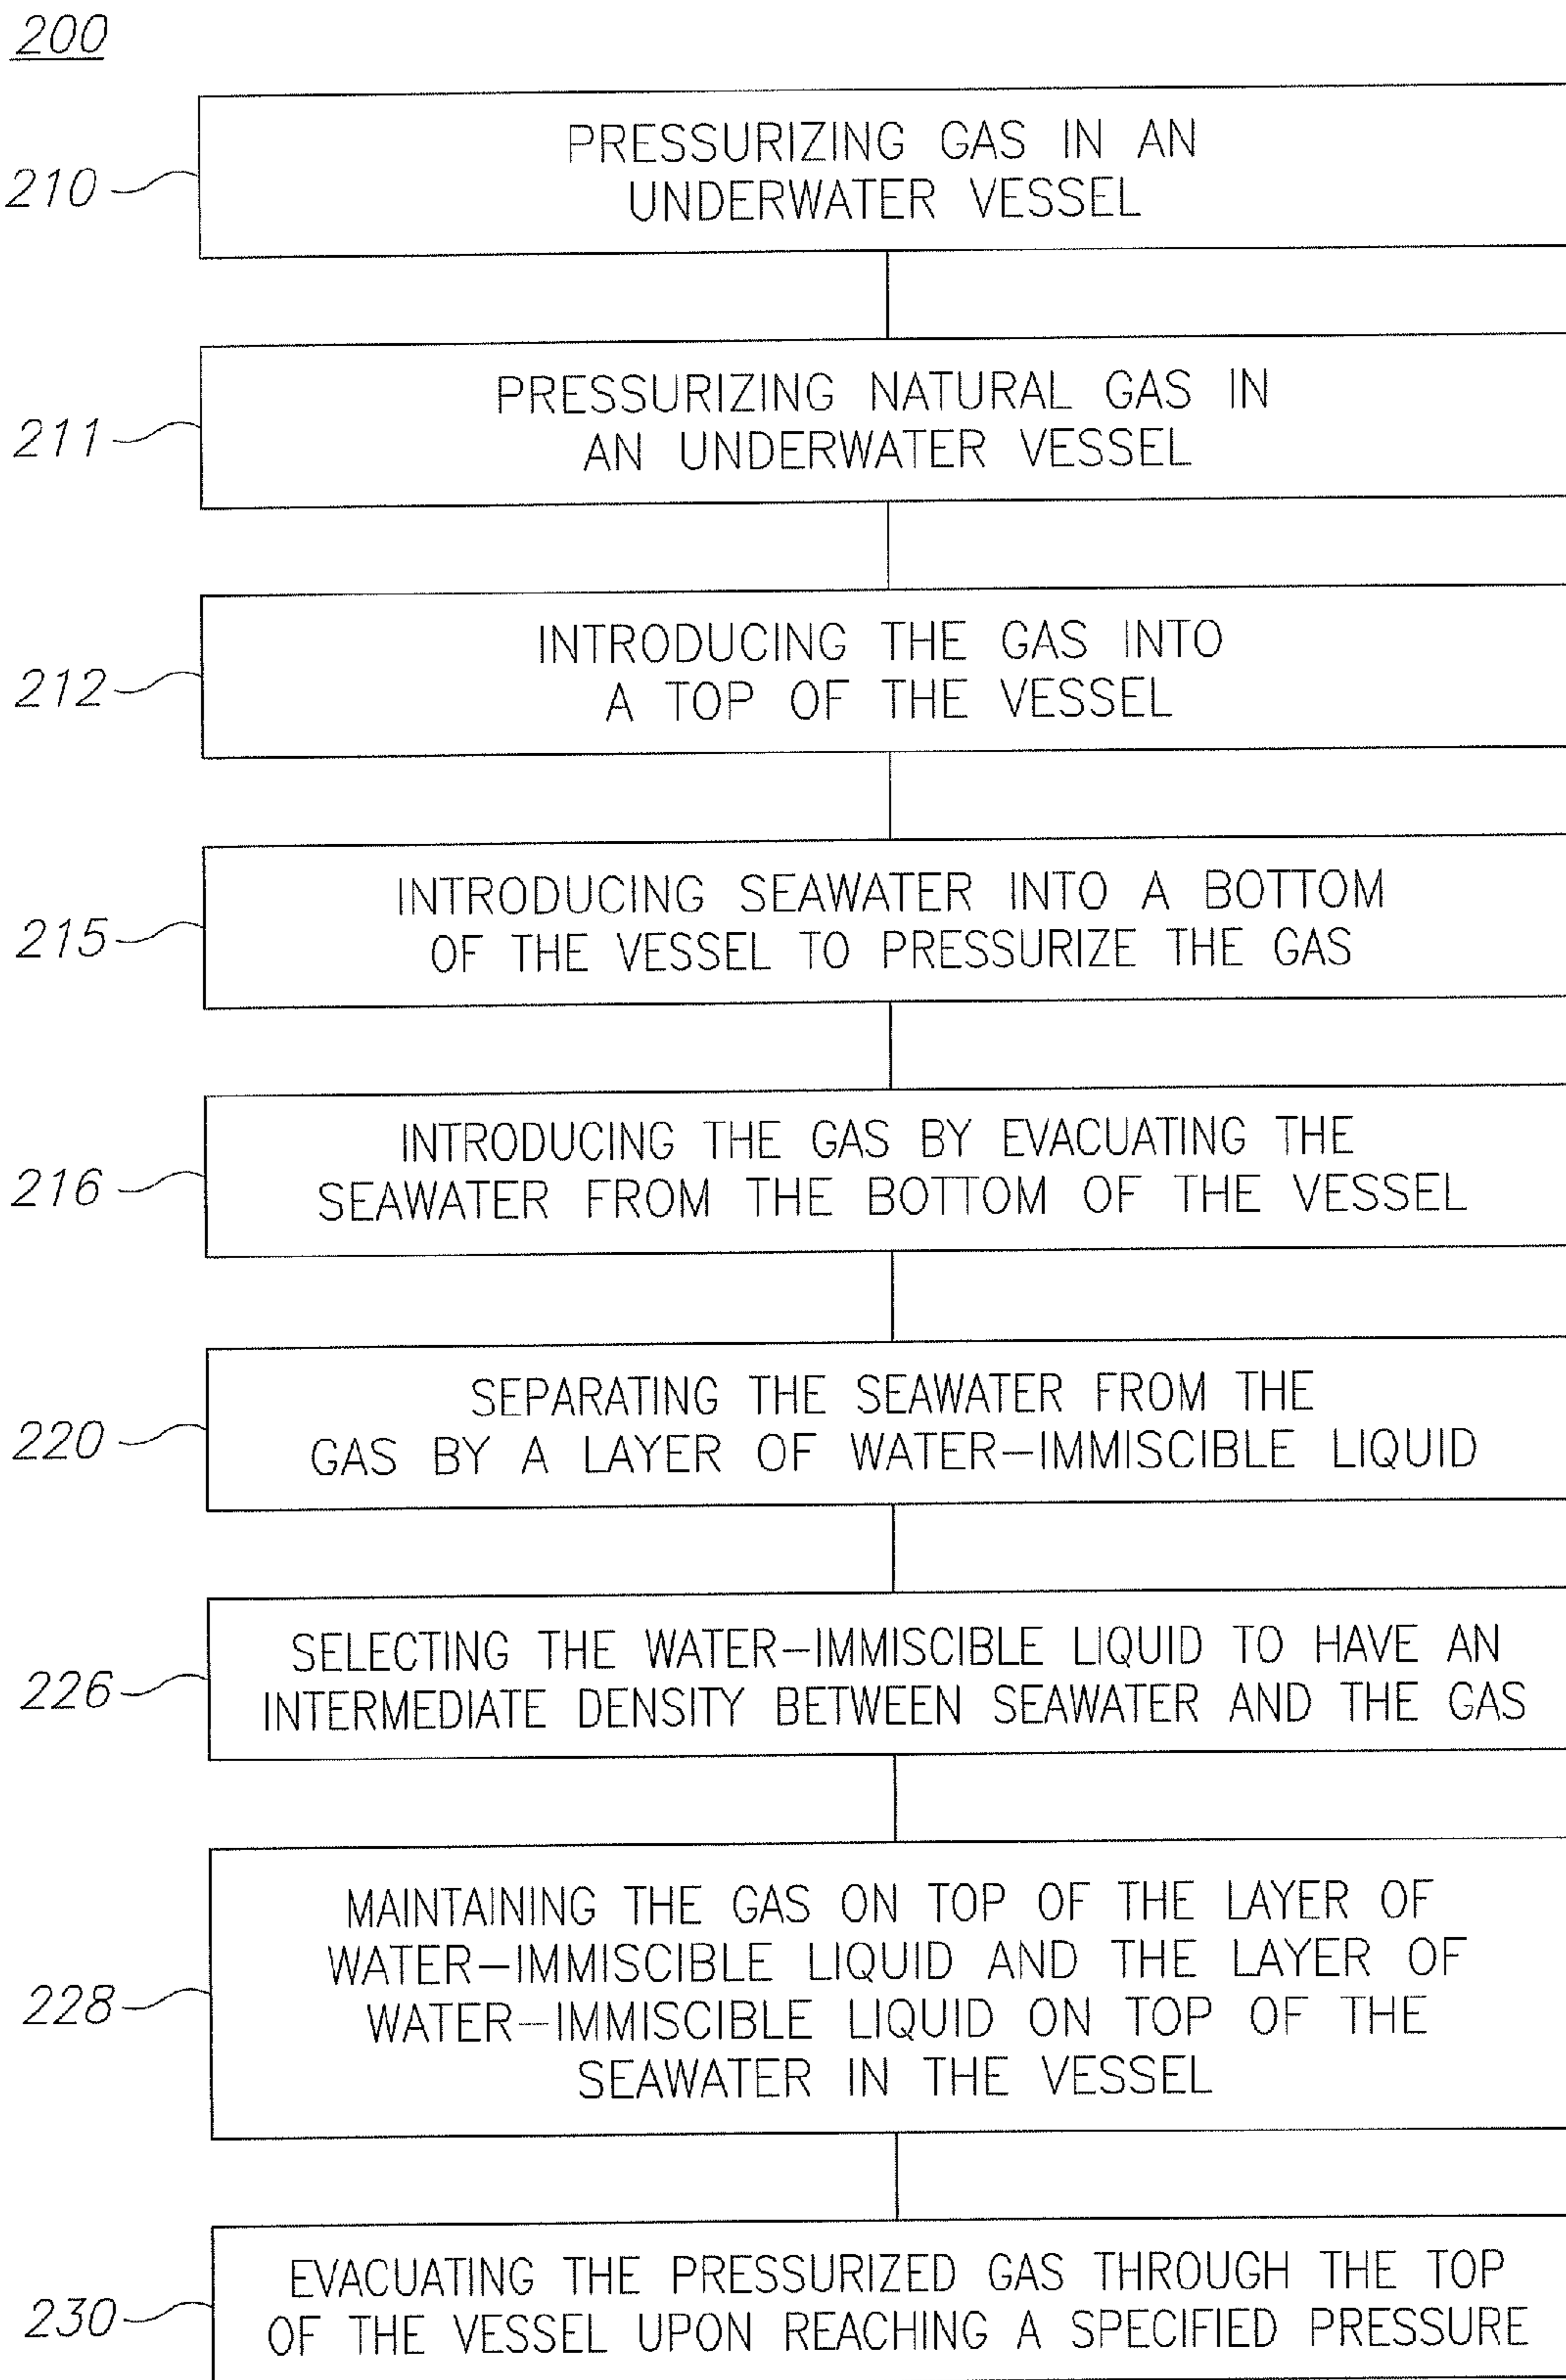 200
210
PRESSURIZING GAS IN AN
UNDERWATER VESSEL
211
PRESSURIZING NATURAL GAS IN
AN UNDERWATER VESSEL
212
INTRODUCING THE GAS INTO
A TOP OF THE VESSEL
215
INTRODUCING SEAWATER INTO A BOTTOM
OF THE VESSEL TO PRESSURIZE THE GAS
216
INTRODUCING THE GAS BY EVACUATING THE
SEAWATER FROM THE BOTTOM OF THE VESSEL
220
SEPARATING THE SEAWATER FROM THE
GAS BY A LAYER OF WATER-IMMISCIBLE LIQUID
226
SELECTING THE WATER-IMMISCIBLE LIQUID TO HAVE AN
INTERMEDIATE DENSITY BETWEEN SEAWATER AND THE GAS
228
MAINTAINING THE GAS ON TOP OF THE LAYER OF
WATER-IMMISCIBLE LIQUID AND THE LAYER OF
WATER-IMMISCIBLE LIQUID ON TOP OF THE
SEAWATER IN THE VESSEL
230
EVACUATING THE PRESSURIZED GAS THROUGH THE TOP
OF THE VESSEL UPON REACHING A SPECIFIED PRESSURE